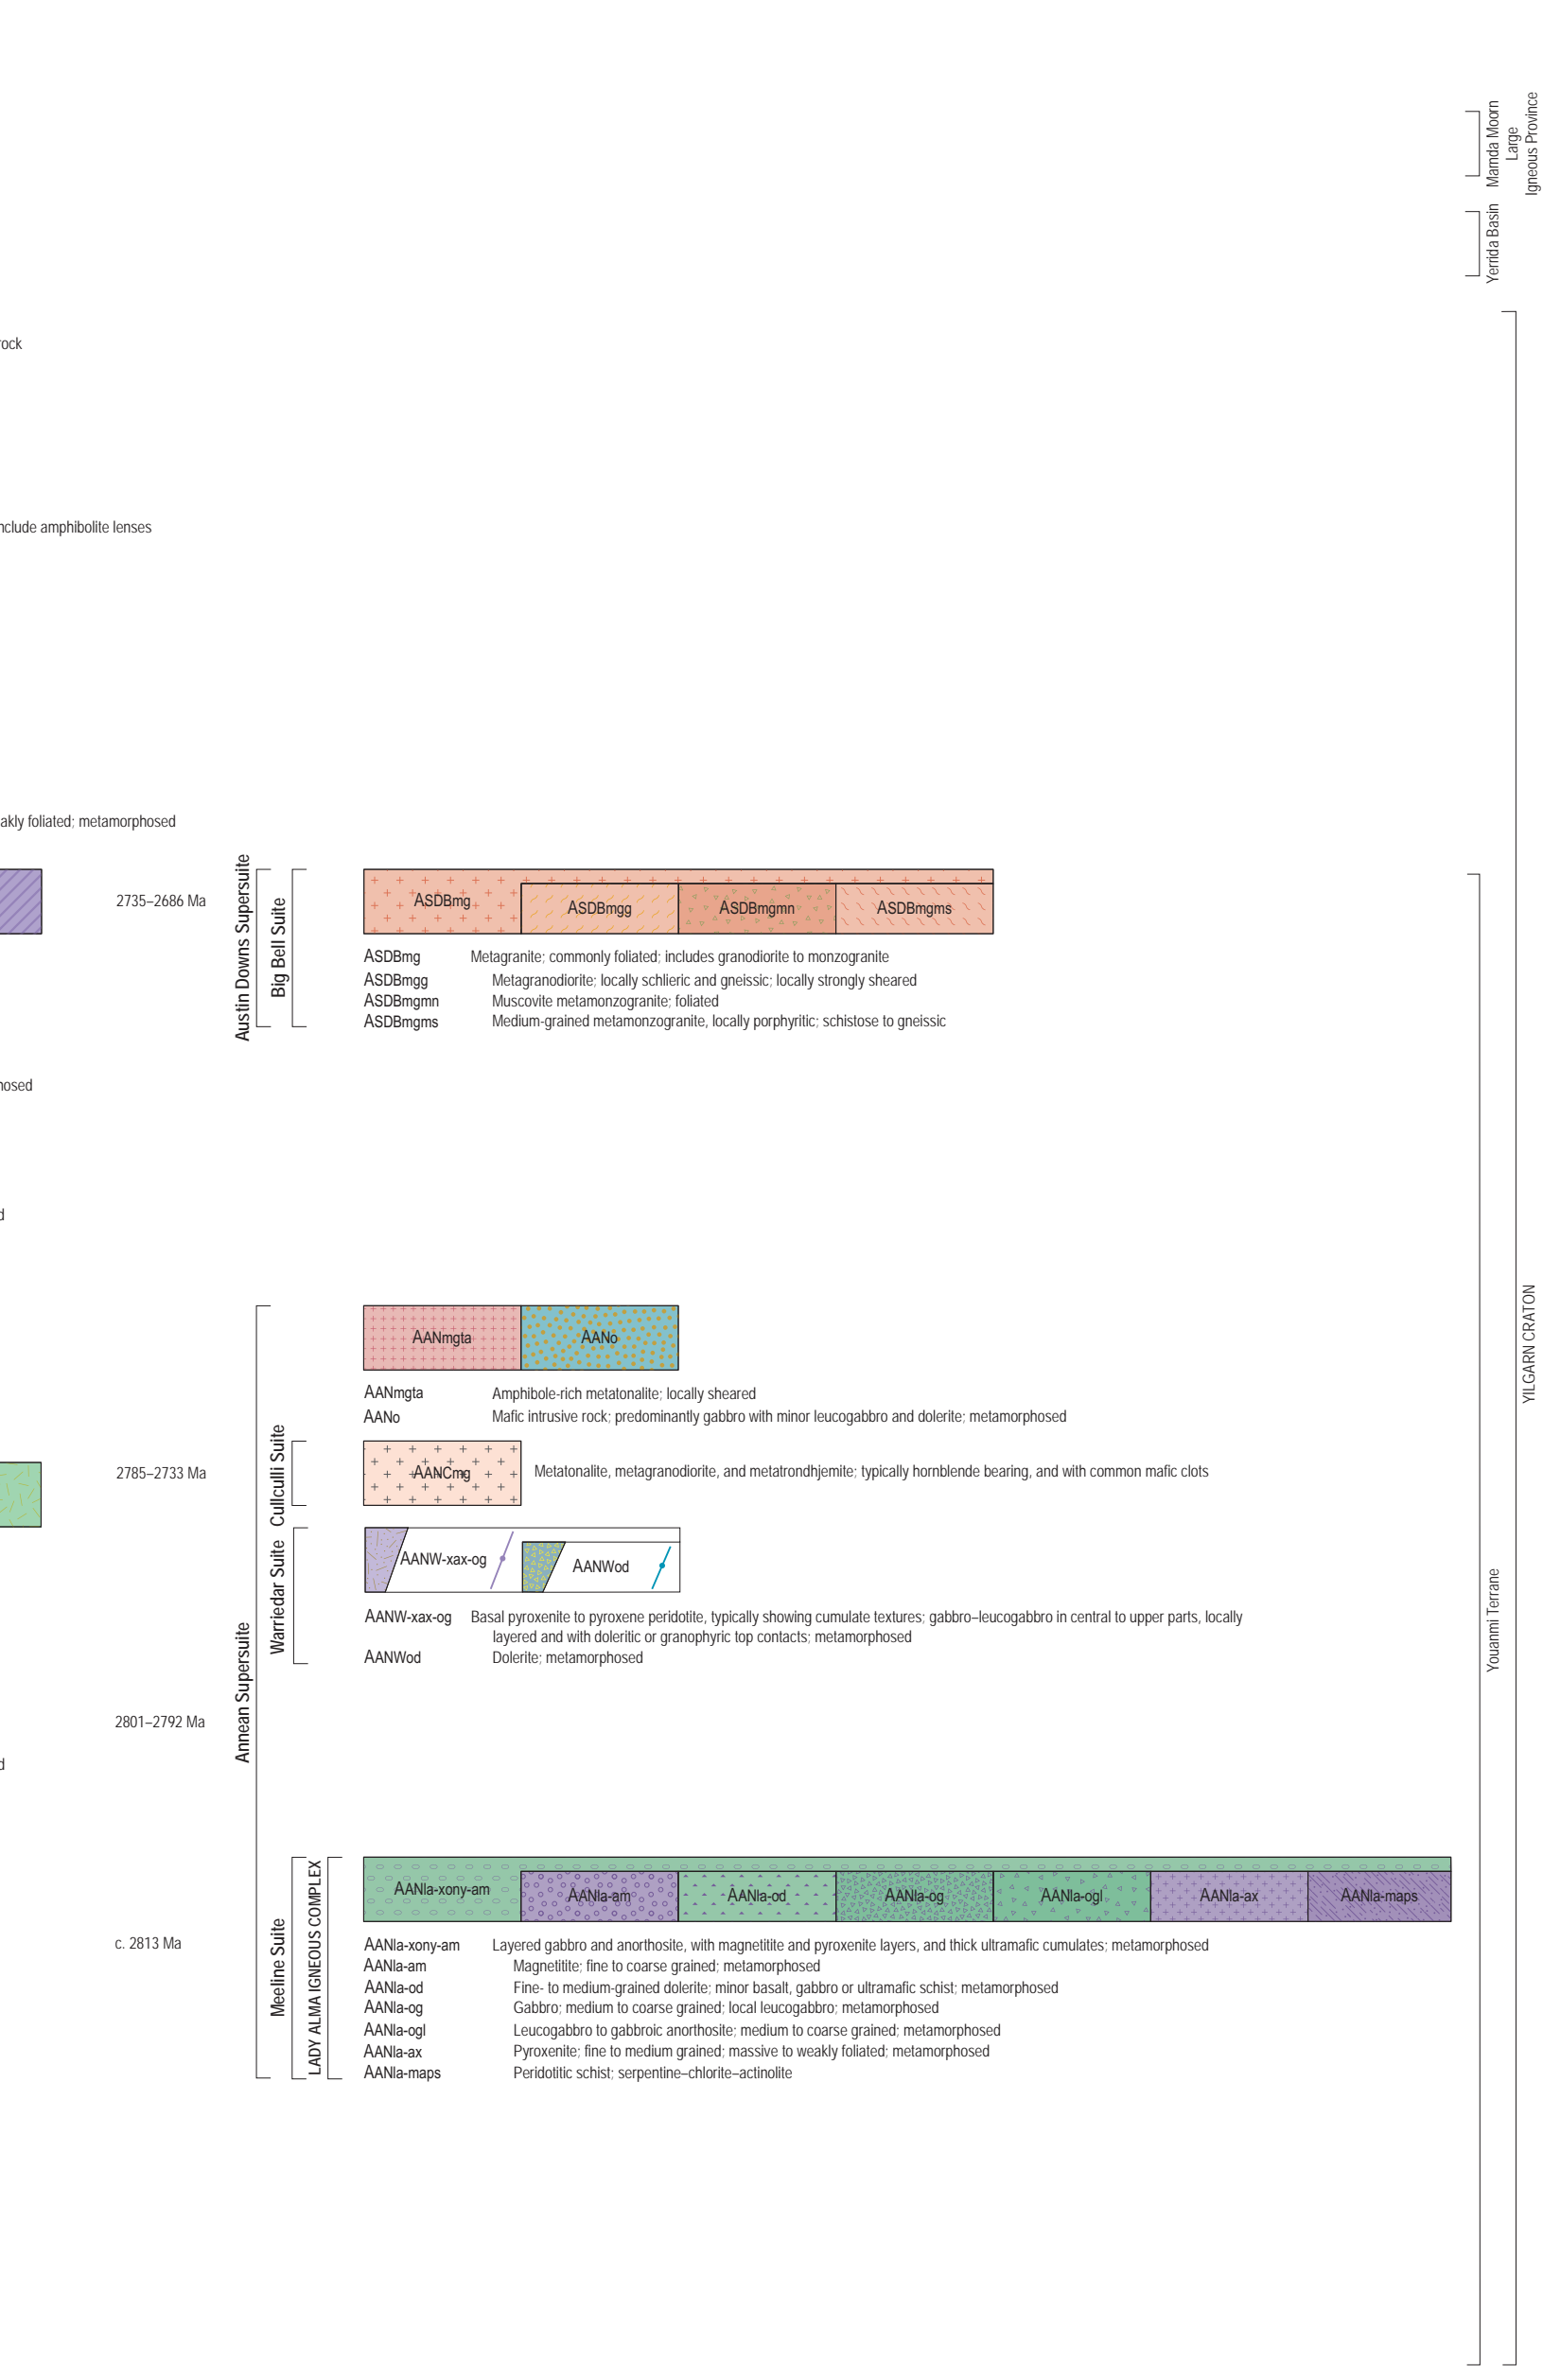 Mamda Moorn
Large
Igneous Province
Yerrida Basin
rock
nclude amphibolite lenses
akly foliated; metamorphosed
2735–2686 Ma
Austin Downs Supersuite
Big Bell Suite
ASDBmg
ASDBmgg
ASDBmgmn
ASDBmgms
ASDBmg Metagranite; commonly foliated; includes granodiorite to monzogranite
ASDBmgg Metagranodiorite; locally schlieric and gneissic; locally strongly sheared
ASDBmgmn Muscovite metamonzogranite; foliated
ASDBmgms Medium-grained metamonzogranite, locally porphyritic; schistose to gneissic
hosed
d
AANmgta
AANo
AANmgta Amphibole-rich metatonalite; locally sheared
AANo Mafic intrusive rock; predominantly gabbro with minor leucogabbro and dolerite; metamorphosed
2785–2733 Ma
Cullculli Suite
AANCmg
Metatonalite, metagranodiorite, and metatrondhjemite; typically hornblende bearing, and with common mafic clots
Warriedar Suite
AANW-xax-og
AANWod
AANW-xax-og Basal pyroxenite to pyroxene peridotite, typically showing cumulate textures; gabbro–leucogabbro in central to upper parts, locally
layered and with doleritic or granophyric top contacts; metamorphosed
AANWod Dolerite; metamorphosed
Annean Supersuite
2801–2792 Ma
d
c. 2813 Ma
Meeline Suite
LADY ALMA IGNEOUS COMPLEX
AANla-xony-am
AANla-am
AANla-od
AANla-og
AANla-ogl
AANla-ax
AANla-maps
AANla-xony-am Layered gabbro and anorthosite, with magnetitite and pyroxenite layers, and thick ultramafic cumulates; metamorphosed
AANla-am Magnetitite; fine to coarse grained; metamorphosed
AANla-od Fine- to medium-grained dolerite; minor basalt, gabbro or ultramafic schist; metamorphosed
AANla-og Gabbro; medium to coarse grained; local leucogabbro; metamorphosed
AANla-ogl Leucogabbro to gabbroic anorthosite; medium to coarse grained; metamorphosed
AANla-ax Pyroxenite; fine to medium grained; massive to weakly foliated; metamorphosed
AANla-maps Peridotitic schist; serpentine–chlorite–actinolite
Youanmi Terrane
YILGARN CRATON